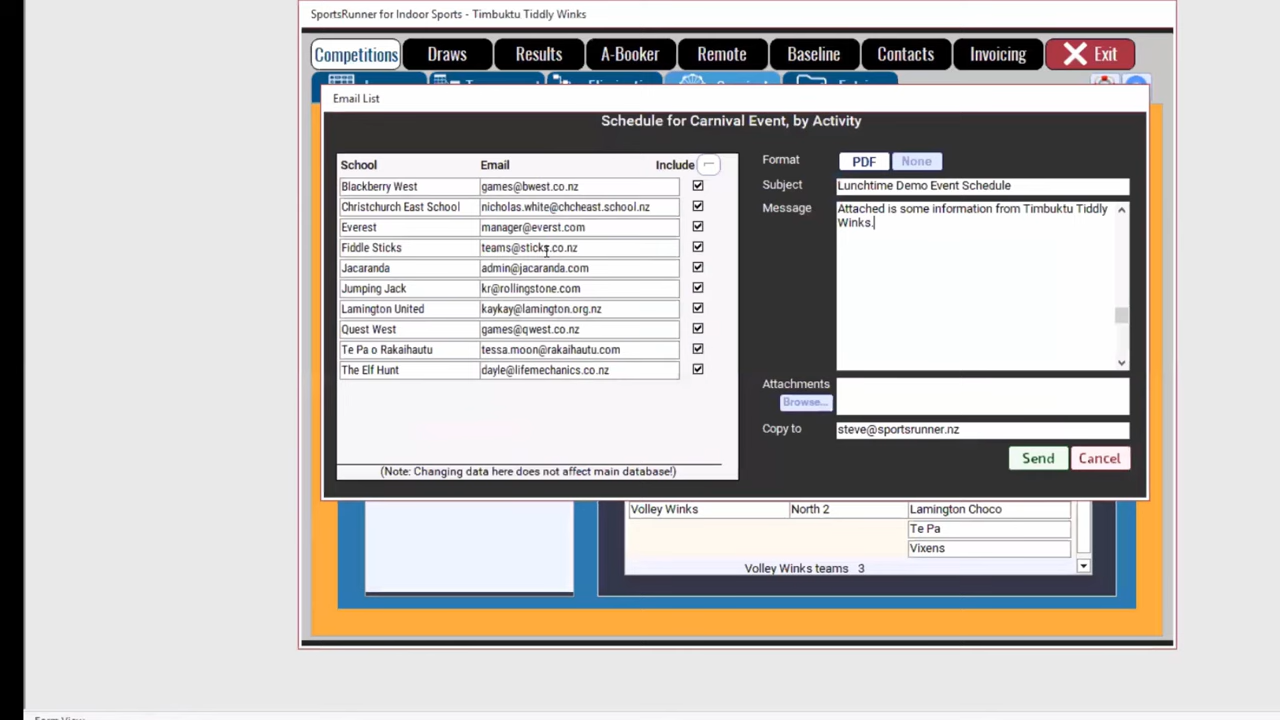 SportsRunner for Indoor Sports - Timbuktu Tiddly Winks
Competitions Draws Results A-Booker Remote Baseline Contacts Invoicing Exit
Email List
Schedule for Carnival Event, by Activity
School Email Include
Blackberry West games@bwest.co.nz
Christchurch East School nicholas.white@chcheast.school.nz
Everest manager@everst.com
Fiddle Sticks teams@sticks.co.nz
Jacaranda admin@jacaranda.com
Jumping Jack kr@rollingstone.com
Lamington United kaykay@lamington.org.nz
Quest West games@qwest.co.nz
Te Pa o Rakaihautu tessa.moon@rakaihautu.com
The Elf Hunt dayle@lifemechanics.co.nz
(Note: Changing data here does not affect main database!)
Format PDF None
Subject Lunchtime Demo Event Schedule
Message Attached is some information from Timbuktu Tiddly
Winks.
Attachments
Browse...
Copy to steve@sportsrunner.nz
Send Cancel
Volley Winks North 2 Lamington Choco
Te Pa
Vixens
Volley Winks teams 3
Form View